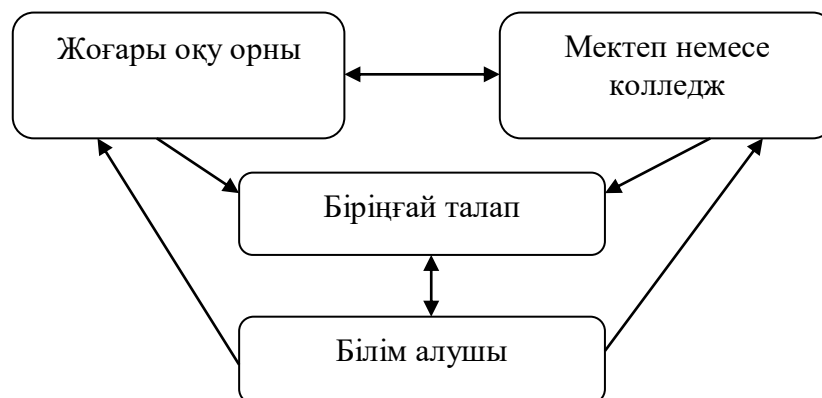 Жоғары оқу орны
Мектеп немесе
колледж
Біріңғай талап
Білім алушы